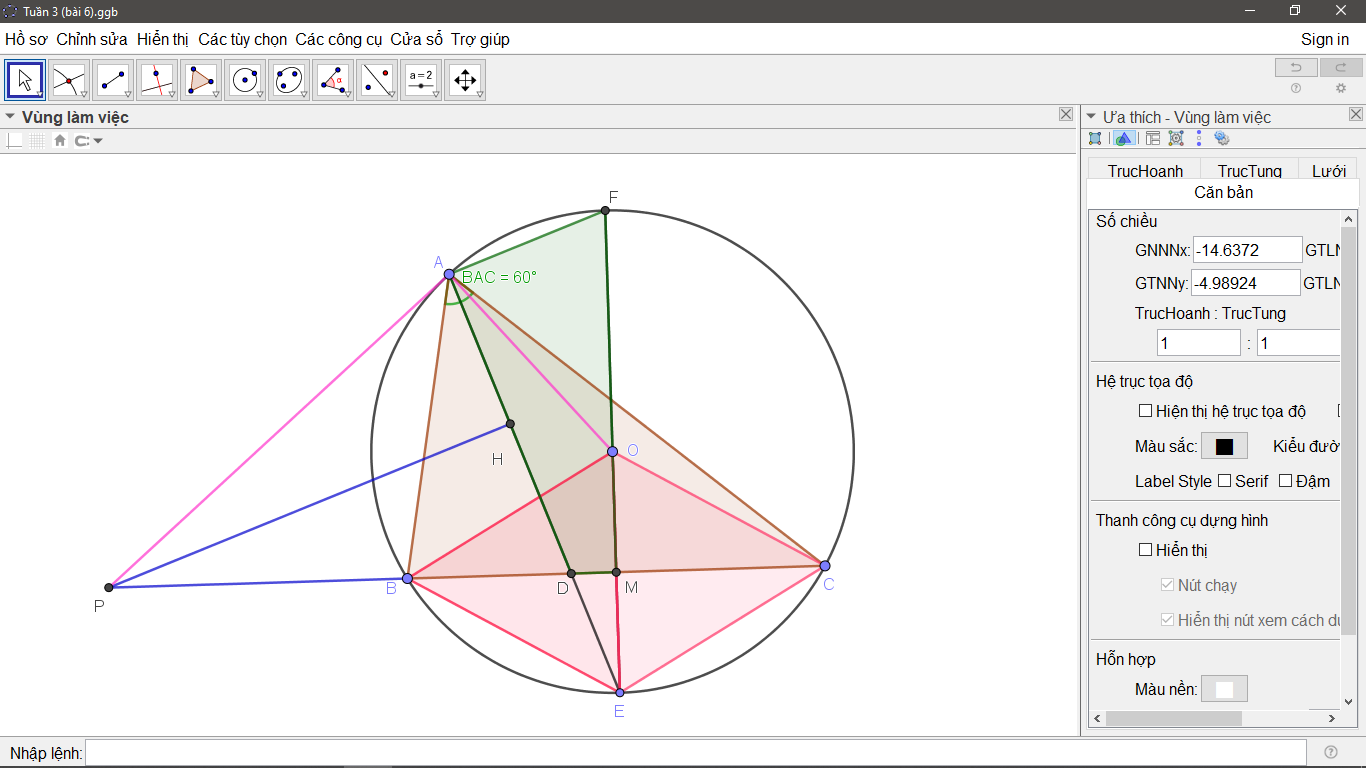 Tuần 3 (bài 6).ggb
Hồ sơ Chỉnh sửa Hiển thị Các tùy chọn Các công cụ Cửa sổ Trợ giúp
Sign in
a=2
Vùng làm việc
Ưa thích - Vùng làm việc
TrucHoanh TrucTung Lưới
Căn bản
Số chiều
GNNNx: -14.6372 GTLN
GTNNy: -4.98924 GTLN
TrucHoanh : TrucTung
1 : 1
Hệ trục tọa độ
Hiện thị hệ trục tọa độ
Màu sắc: Kiểu đườ
Label Style Serif Đậm
Thanh công cụ dựng hình
Hiển thị
Nút chạy
Hiển thị nút xem cách dự
Hỗn hợp
Màu nền:
F
A
BAC = 60°
H
O
P
B
D
M
C
E
Nhập lệnh: